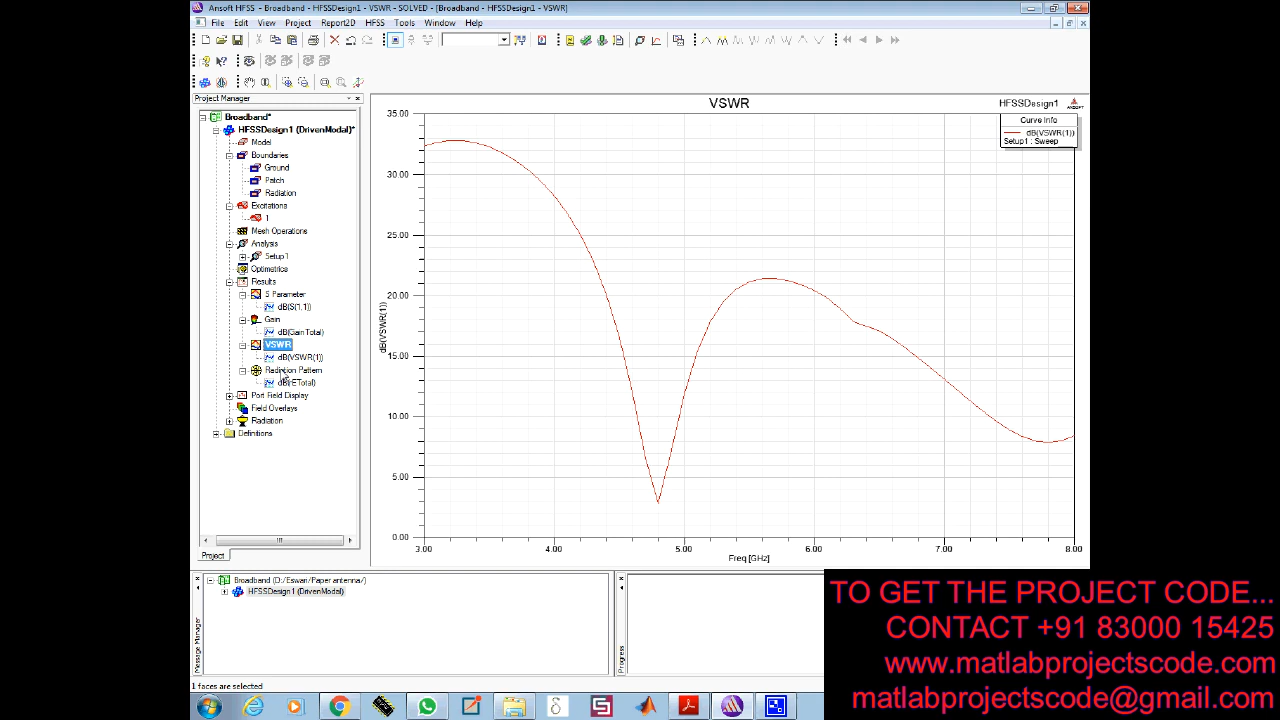 Ansoft HFSS - Broadband - HFSSDesign1 - VSWR - SOLVED - [Broadband - HFSSDesign1 - VSWR]
File Edit View Project Report2D HFSS Tools Window Help
Project Manager
Broadband*
HFSSDesign1 (DrivenModal)*
Model
Boundaries
Ground
Patch
Radiation
Excitations
1
Mesh Operations
Analysis
Setup1
Optimetrics
Results
S Parameter
dB(S(1,1)
Gain
dB(GainTotal)
VSWR
dB(VSWR(1))
Radiation Pattern
dB(ETotal)
Port Field Display
Field Overlays
Radiation
Definitions
Project
VSWR
HFSSDesign1
ANSOFT
Curve Info
dB(VSWR(1))
Setup1 : Sweep
35.00
30.00
25.00
20.00
15.00
10.00
5.00
0.00
dB(VSWR(1))
3.00 4.00 5.00 6.00 7.00 8.00
Freq [GHz]
Message Manager
Broadband (D:/Eswari/Paper antenna/)
HFSSDesign1 (DrivenModal)
Progress
1 faces are selected
TO GET THE PROJECT CODE...
CONTACT +91 83000 15425
www.matlabprojectscode.com
matlabprojectscode@gmail.com